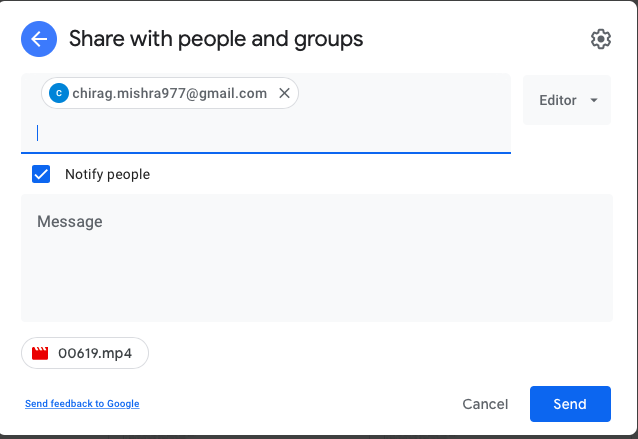 Share with people and groups
c chirag.mishra977@gmail.com
Editor
Notify people
Message
00619.mp4
Send feedback to Google
Cancel
Send